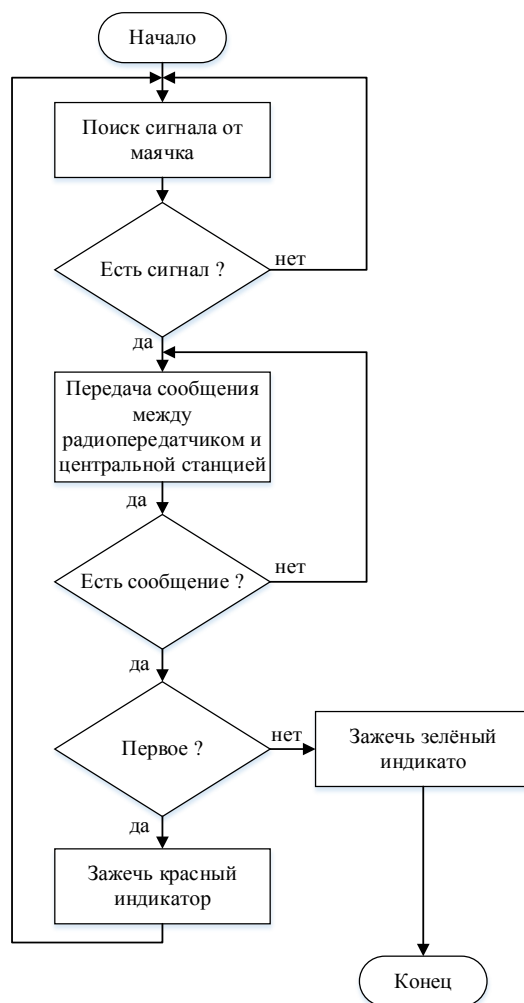 Начало
Поиск сигнала от
маячка
Есть сигнал ?
нет
да
Передача сообщения
между
радиопередатчиком и
центральной станцией
да
Есть сообщение ?
нет
да
Первое ?
нет
Зажечь зелёный
индикато
да
Зажечь красный
индикатор
Конец